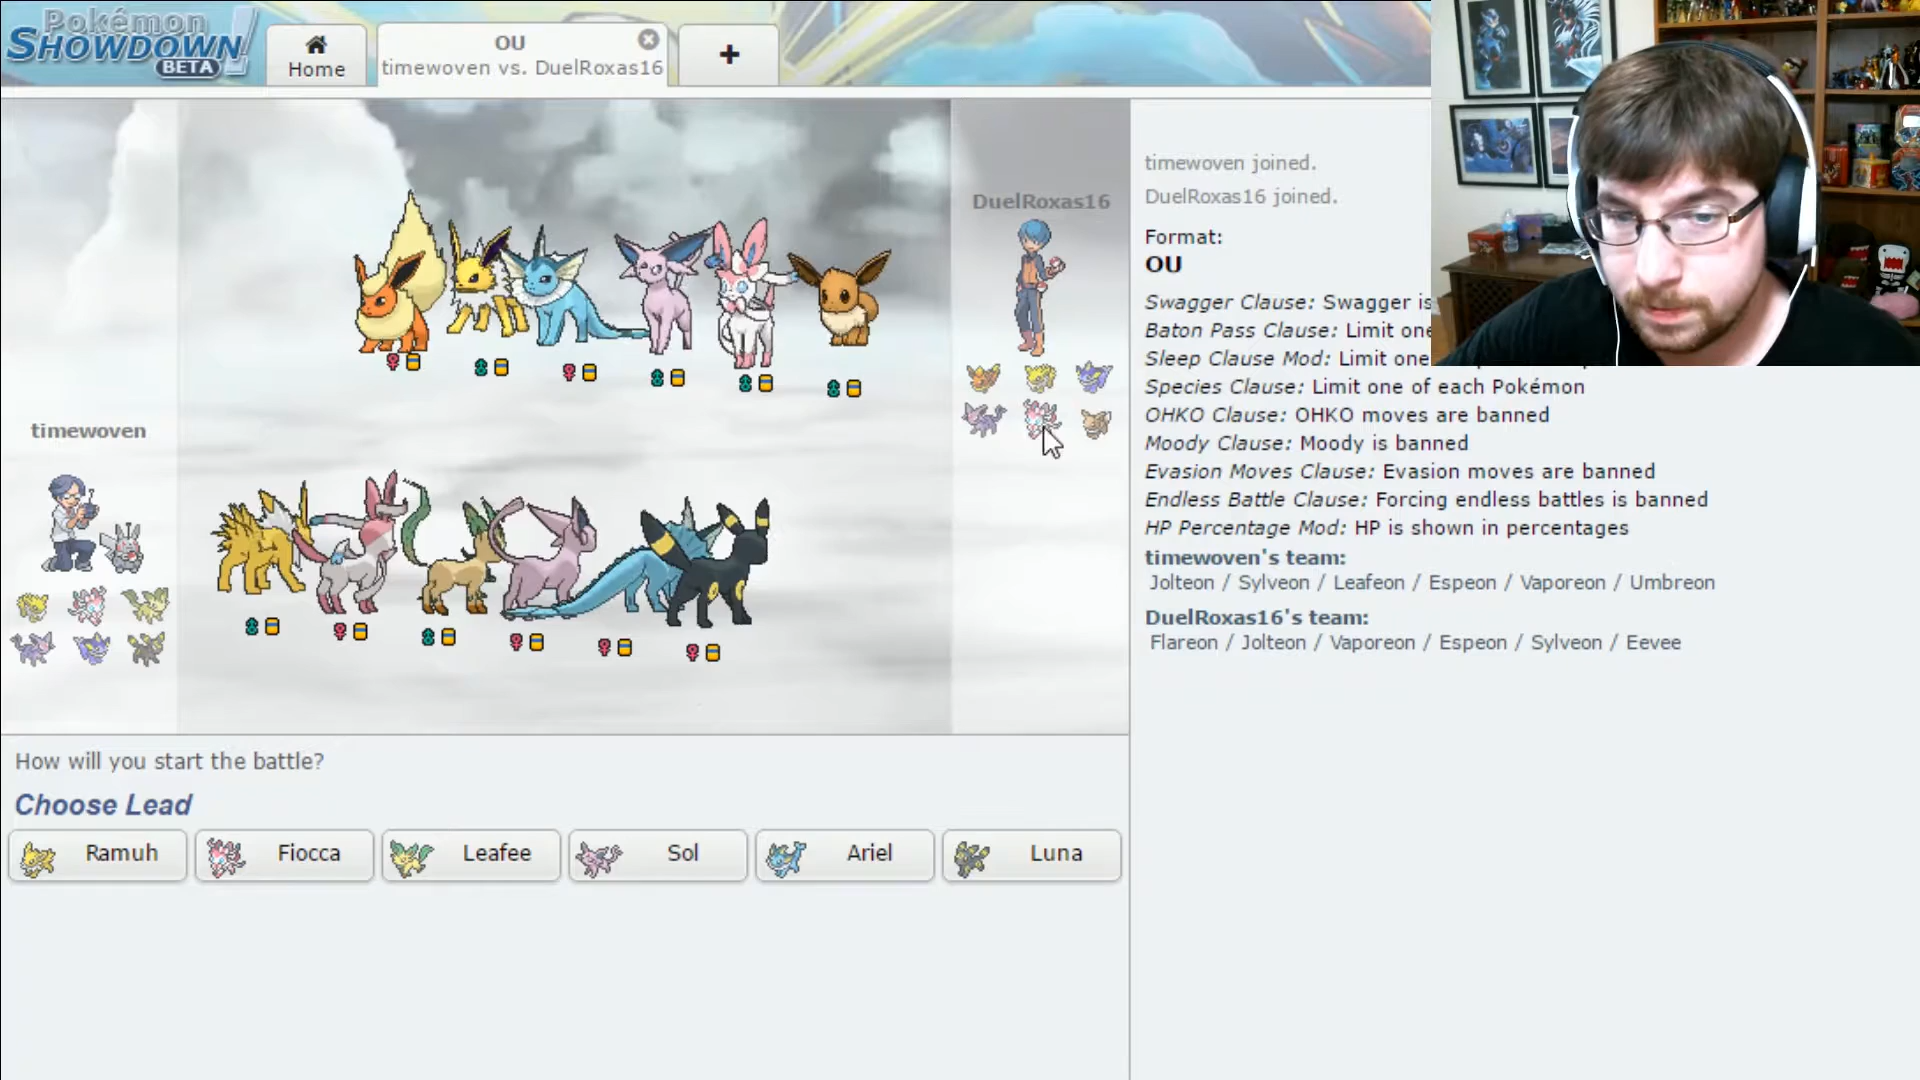 Pokémon
SHOWDOWN!
BETA
Home
OU
timewoven vs. DuelRoxas16
+
timewoven
DuelRoxas16
timewoven joined.
DuelRoxas16 joined.
Format:
OU
Swagger Clause: Swagger is
Baton Pass Clause: Limit one
Sleep Clause Mod: Limit one
Species Clause: Limit one of each Pokémon
OHKO Clause: OHKO moves are banned
Moody Clause: Moody is banned
Evasion Moves Clause: Evasion moves are banned
Endless Battle Clause: Forcing endless battles is banned
HP Percentage Mod: HP is shown in percentages
timewoven's team:
Jolteon / Sylveon / Leafeon / Espeon / Vaporeon / Umbreon
DuelRoxas16's team:
Flareon / Jolteon / Vaporeon / Espeon / Sylveon / Eevee
How will you start the battle?
Choose Lead
Ramuh
Fiocca
Leafee
Sol
Ariel
Luna